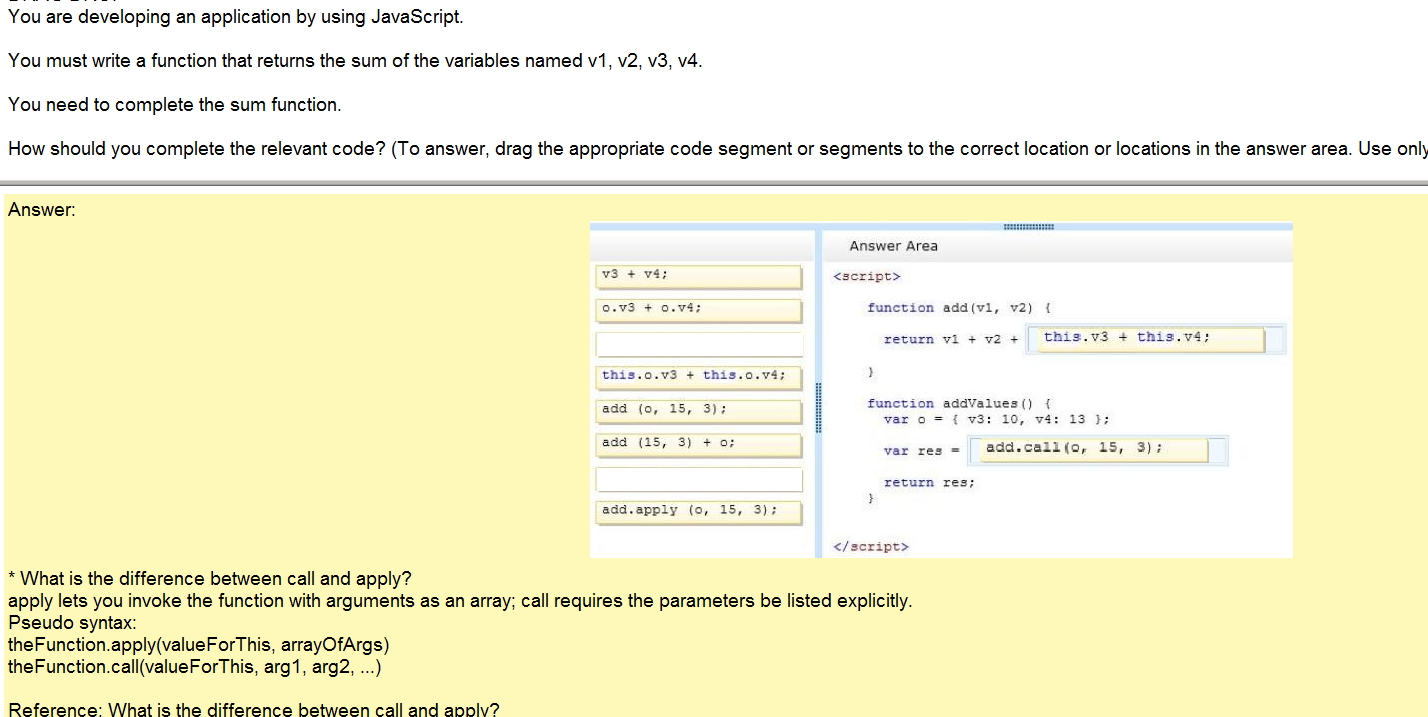 You are developing an application by using JavaScript.
You must write a function that returns the sum of the variables named v1, v2, v3, v4.
You need to complete the sum function.
How should you complete the relevant code? (To answer, drag the appropriate code segment or segments to the correct location or locations in the answer area. Use only
Answer:
v3 + v4;
o.v3 + o.v4;
this.o.v3 + this.o.v4;
add (o, 15, 3);
add (15, 3) + o;
add.apply (o, 15, 3);
Answer Area
<script>
function add(v1, v2) {
return v1 + v2 + this.v3 + this.v4;
}
function addValues() {
var o = { v3: 10, v4: 13 };
var res = add.call(o, 15, 3);
return res;
}
</script>
* What is the difference between call and apply?
apply lets you invoke the function with arguments as an array; call requires the parameters be listed explicitly.
Pseudo syntax:
theFunction.apply(valueForThis, arrayOfArgs)
theFunction.call(valueForThis, arg1, arg2, ...)
Reference: What is the difference between call and apply?